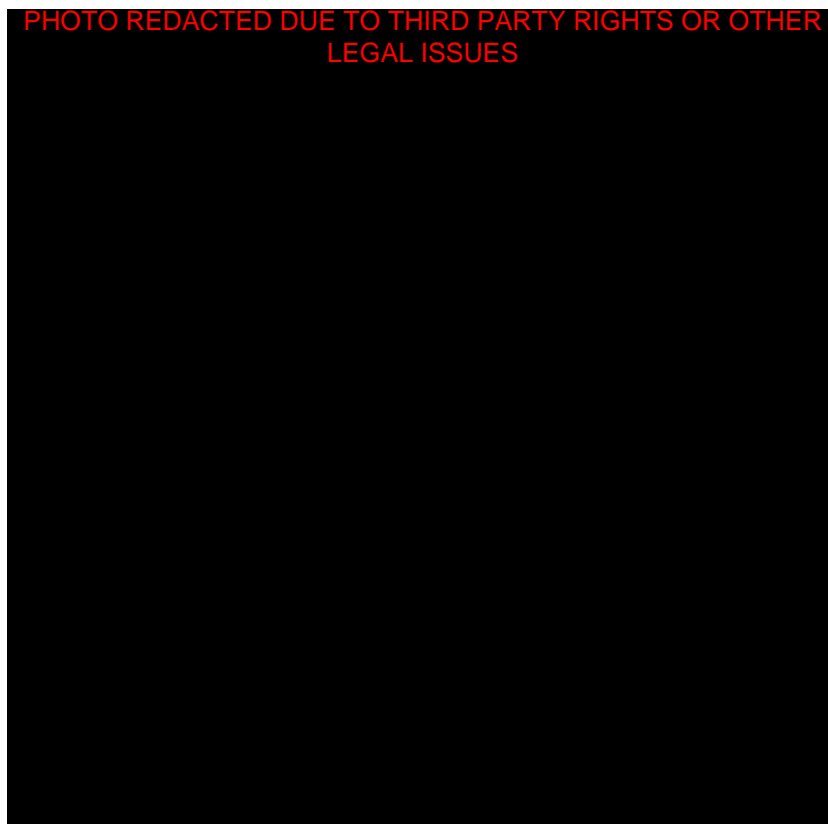 PHOTO REDACTED DUE TO THIRD PARTY RIGHTS OR OTHER
LEGAL ISSUES